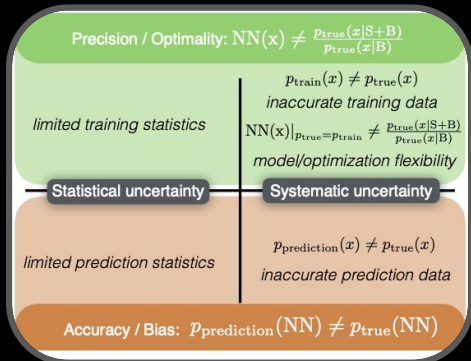 Precision / Optimality: NN(x) ≠ p_true(x|S+B) / p_true(x|B)
p_train(x) ≠ p_true(x)
inaccurate training data
limited training statistics
NN(x)|_{p_true=p_train} ≠ p_true(x|S+B) / p_true(x|B)
model/optimization flexibility
Statistical uncertainty
Systematic uncertainty
p_prediction(x) ≠ p_true(x)
limited prediction statistics
inaccurate prediction data
Accuracy / Bias: p_prediction(NN) ≠ p_true(NN)